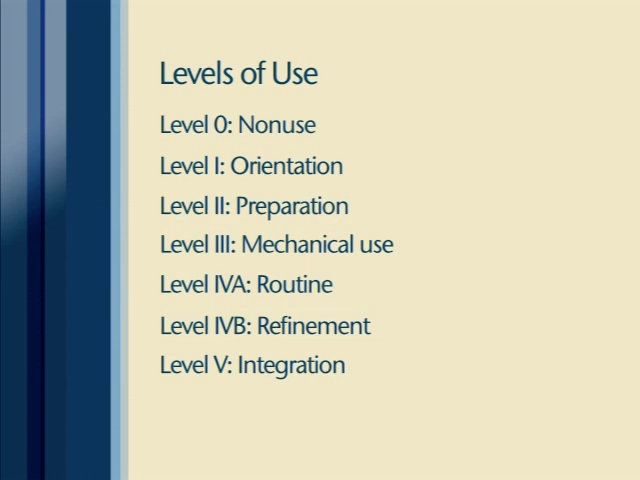 Levels of Use
Level 0: Nonuse
Level I: Orientation
Level II: Preparation
Level III: Mechanical use
Level IVA: Routine
Level IVB: Refinement
Level V: Integration